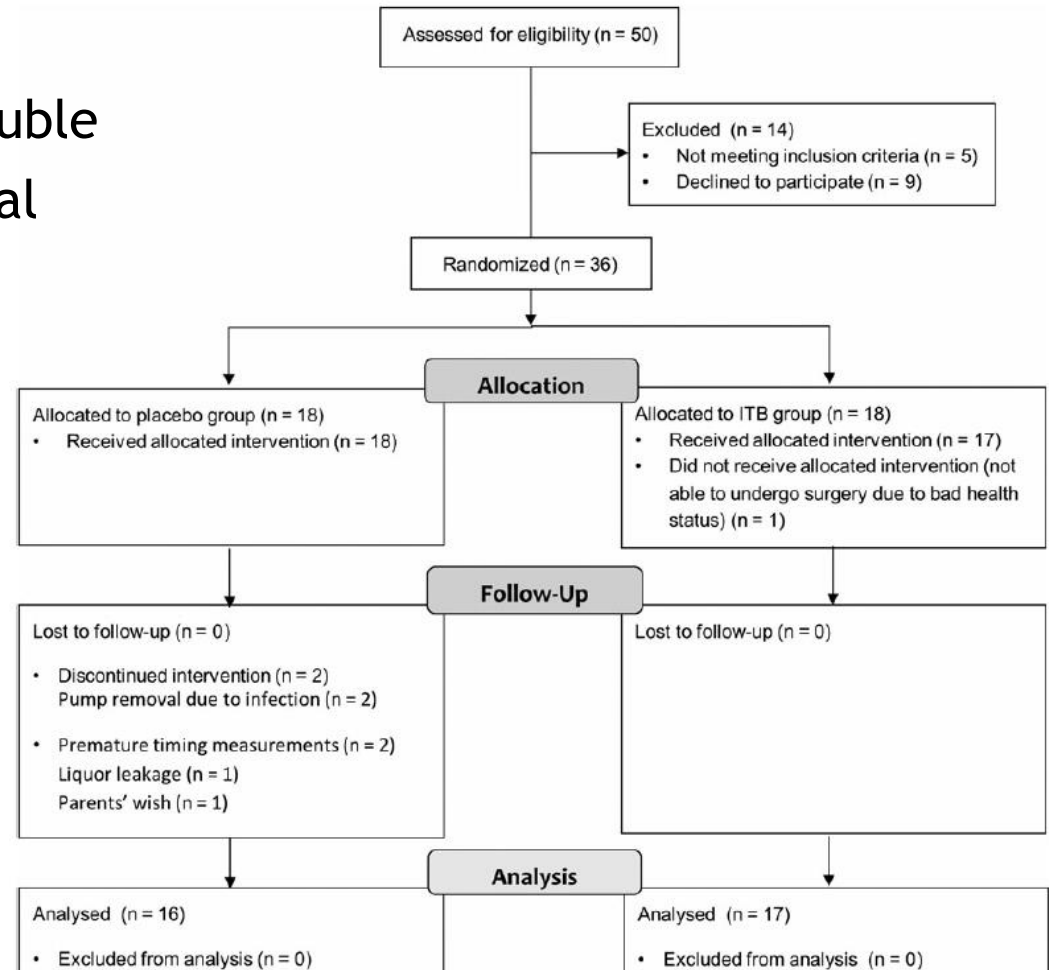 uble
al
Assessed for eligibility (n = 50)
Excluded (n = 14)
• Not meeting inclusion criteria (n = 5)
• Declined to participate (n = 9)
Randomized (n = 36)
Allocation
Allocated to placebo group (n = 18)
• Received allocated intervention (n = 18)
Allocated to ITB group (n = 18)
• Received allocated intervention (n = 17)
• Did not receive allocated intervention (not
able to undergo surgery due to bad health
status) (n = 1)
Follow-Up
Lost to follow-up (n = 0)
• Discontinued intervention (n = 2)
Pump removal due to infection (n = 2)
• Premature timing measurements (n = 2)
Liquor leakage (n = 1)
Parents' wish (n = 1)
Lost to follow-up (n = 0)
Analysis
Analysed (n = 16)
• Excluded from analysis (n = 0)
Analysed (n = 17)
• Excluded from analysis (n = 0)